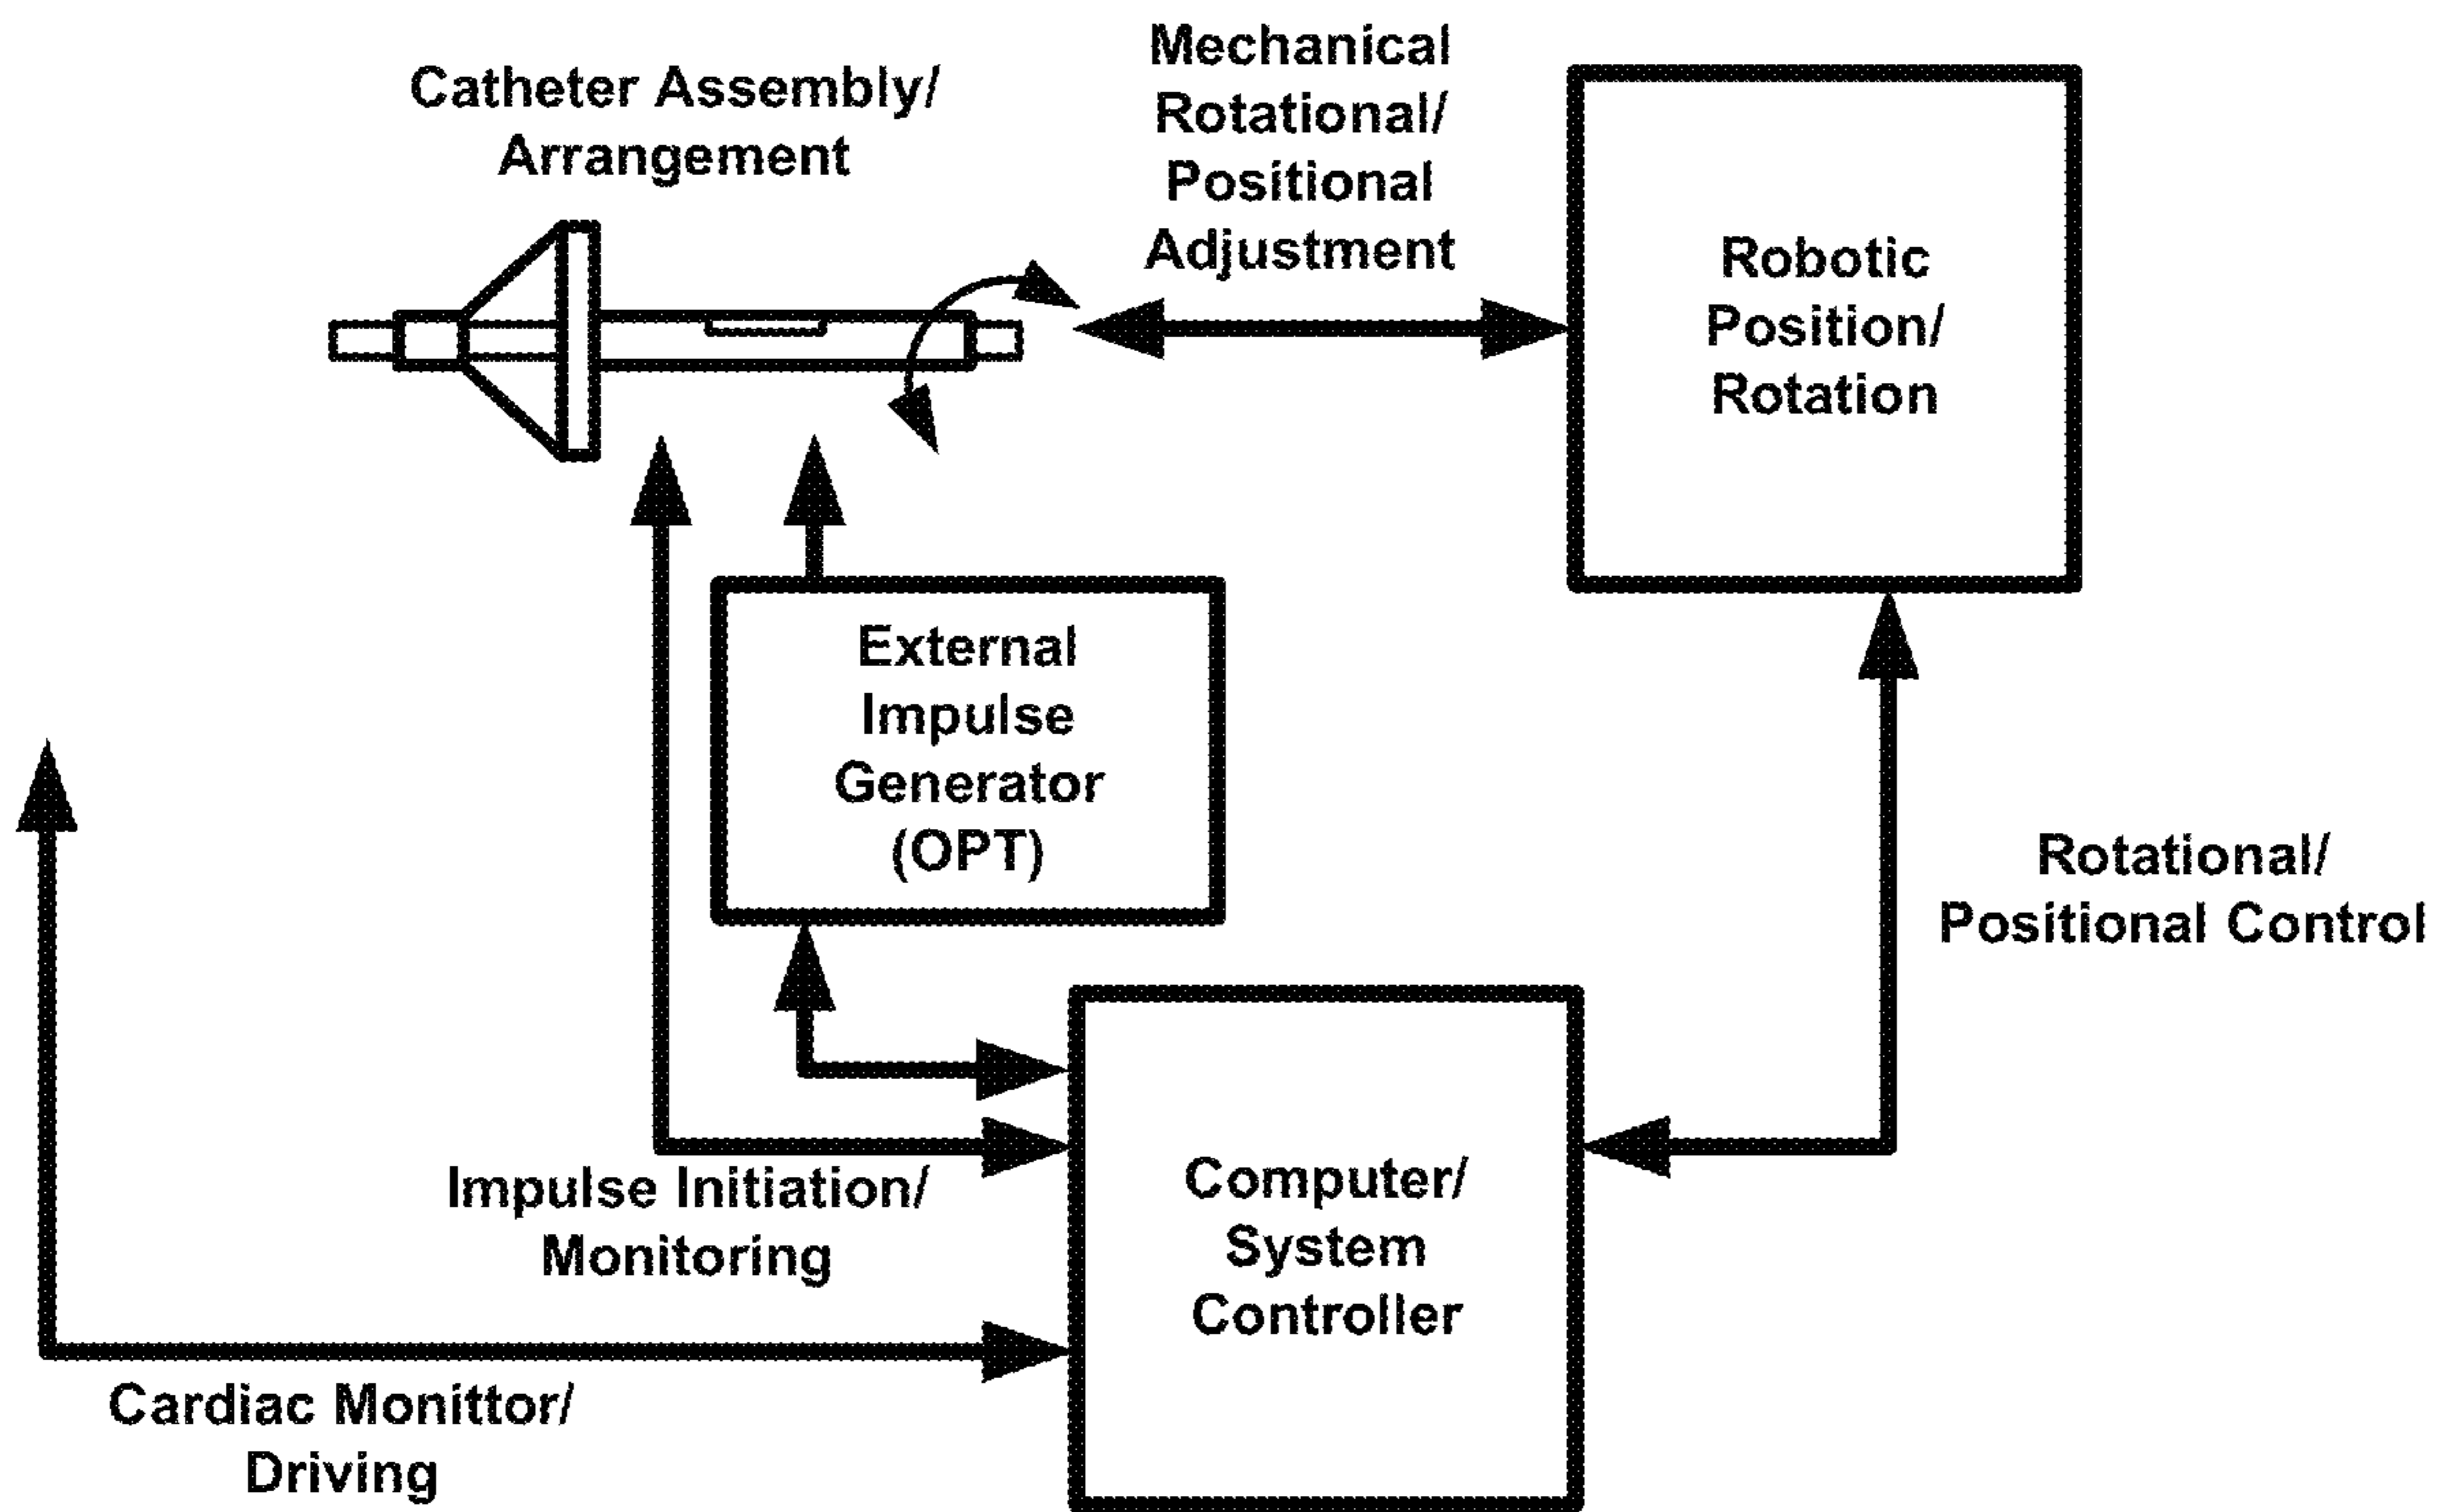 Catheter Assembly/
Arrangement
Mechanical
Rotational/
Positional
Adjustment
Robotic
Position/
Rotation
External
Impulse
Generator
(OPT)
Rotational/
Positional Control
Impulse Initiation/
Monitoring
Computer/
System
Controller
Cardiac Monittor/
Driving